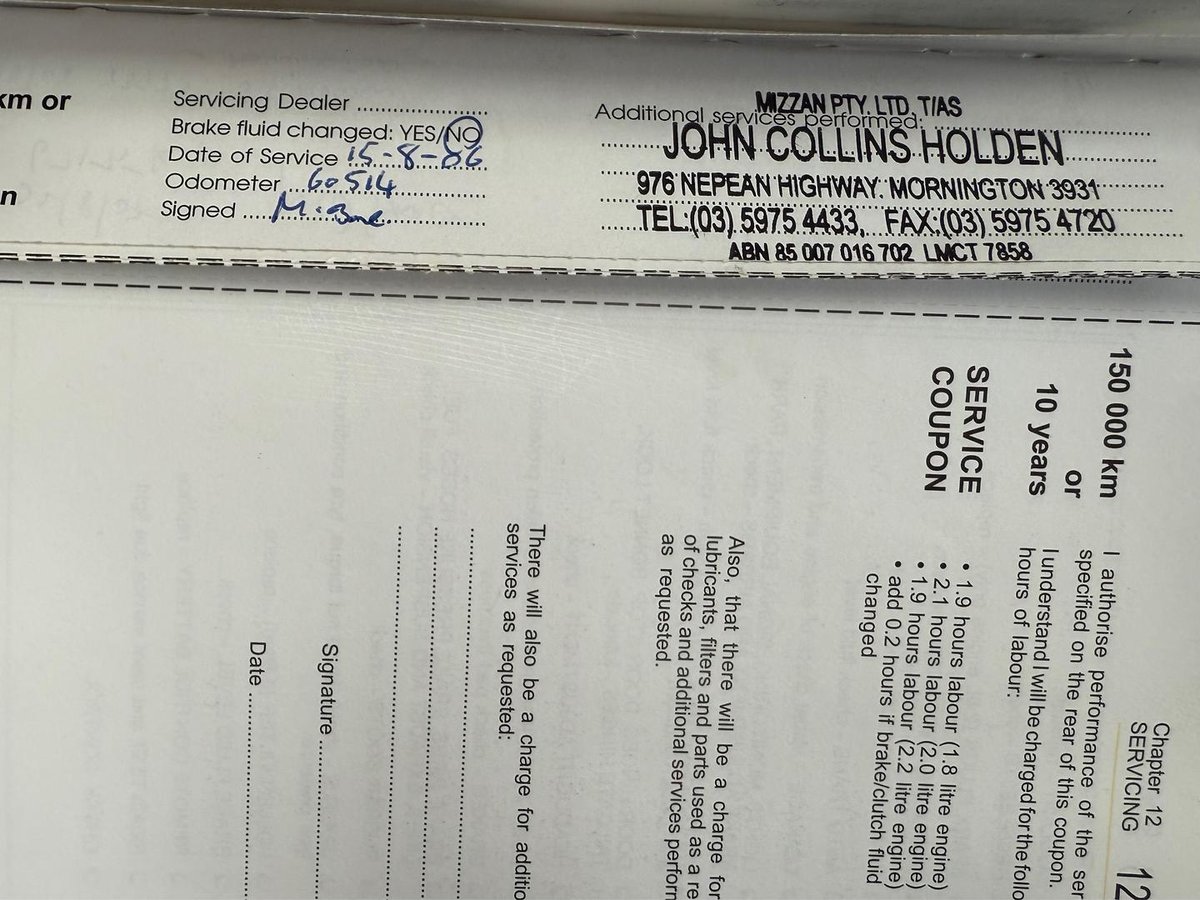 km or
n
Servicing Dealer
Brake fluid changed: YES/NO
Date of Service 15-8-06
Odometer 60514
Signed
Additional services performed:
MIZZAN PTY. LTD. T/AS
JOHN COLLINS HOLDEN
976 NEPEAN HIGHWAY. MORNINGTON 3931
TEL:(03) 5975 4433, FAX:(03) 5975 4720
ABN 85 007 016 702 LMCT 7858
Chapter 12
SERVICING 12
150 000 km
or
10 years
SERVICE
COUPON
I authorise performance of the ser
specified on the rear of this coupon.
I understand I will be charged for the follo
hours of labour:
• 1.9 hours labour (1.8 litre engine)
• 2.1 hours labour (2.0 litre engine)
• 1.9 hours labour (2.2 litre engine)
• add 0.2 hours if brake/clutch fluid
changed
Also, that there will be a charge for
lubricants, filters and parts used as a re
of checks and additional services perform
as requested.
There will also be a charge for additio
services as requested:
Signature
Date